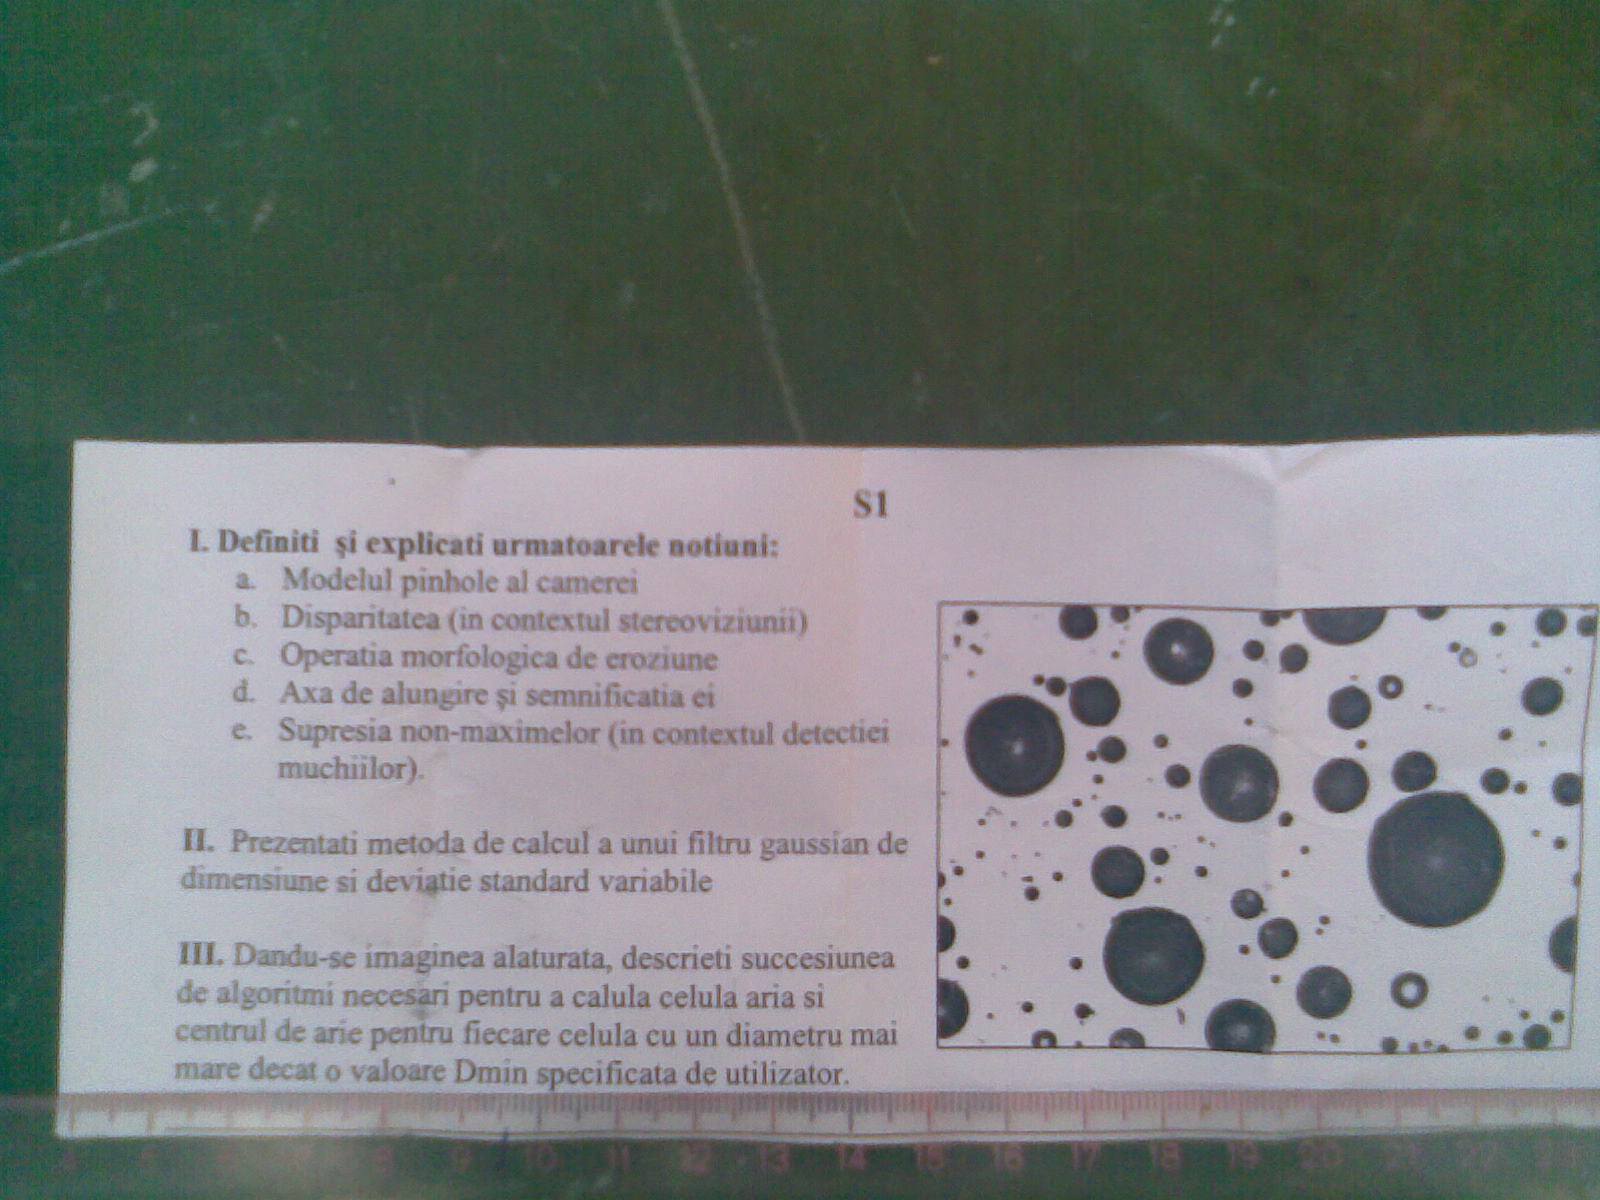 S1
I. Definiti și explicati urmatoarele notiuni:
a. Modelul pinhole al camerei
b. Disparitatea (in contextul stereoviziunii)
c. Operatia morfologica de eroziune
d. Axa de alungire și semnificatia ei
e. Supresia non-maximelor (in contextul detectiei
muchiilor).
II. Prezentati metoda de calcul a unui filtru gaussian de
dimensiune si deviatie standard variabile
III. Dandu-se imaginea alaturata, descrieti succesiunea
de algoritmi necesari pentru a calula celula aria si
centrul de arie pentru fiecare celula cu un diametru mai
mare decat o valoare Dmin specificata de utilizator.
8 9 10 11 12 13 14 15 16 17 18 19 20 21 22